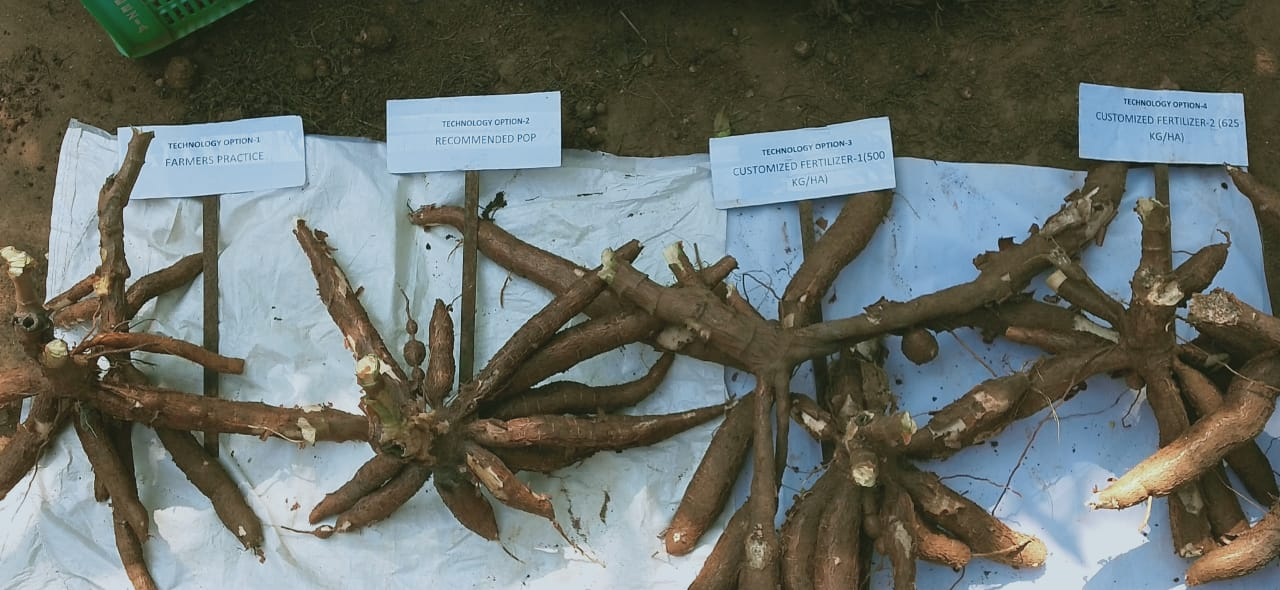 TECHNOLOGY OPTION-1
FARMERS PRACTICE
TECHNOLOGY OPTION-2
RECOMMENDED POP
TECHNOLOGY OPTION-3
CUSTOMIZED FERTILIZER-1(500
KG/HA)
TECHNOLOGY OPTION-4
CUSTOMIZED FERTILIZER-2 (625
KG/HA)